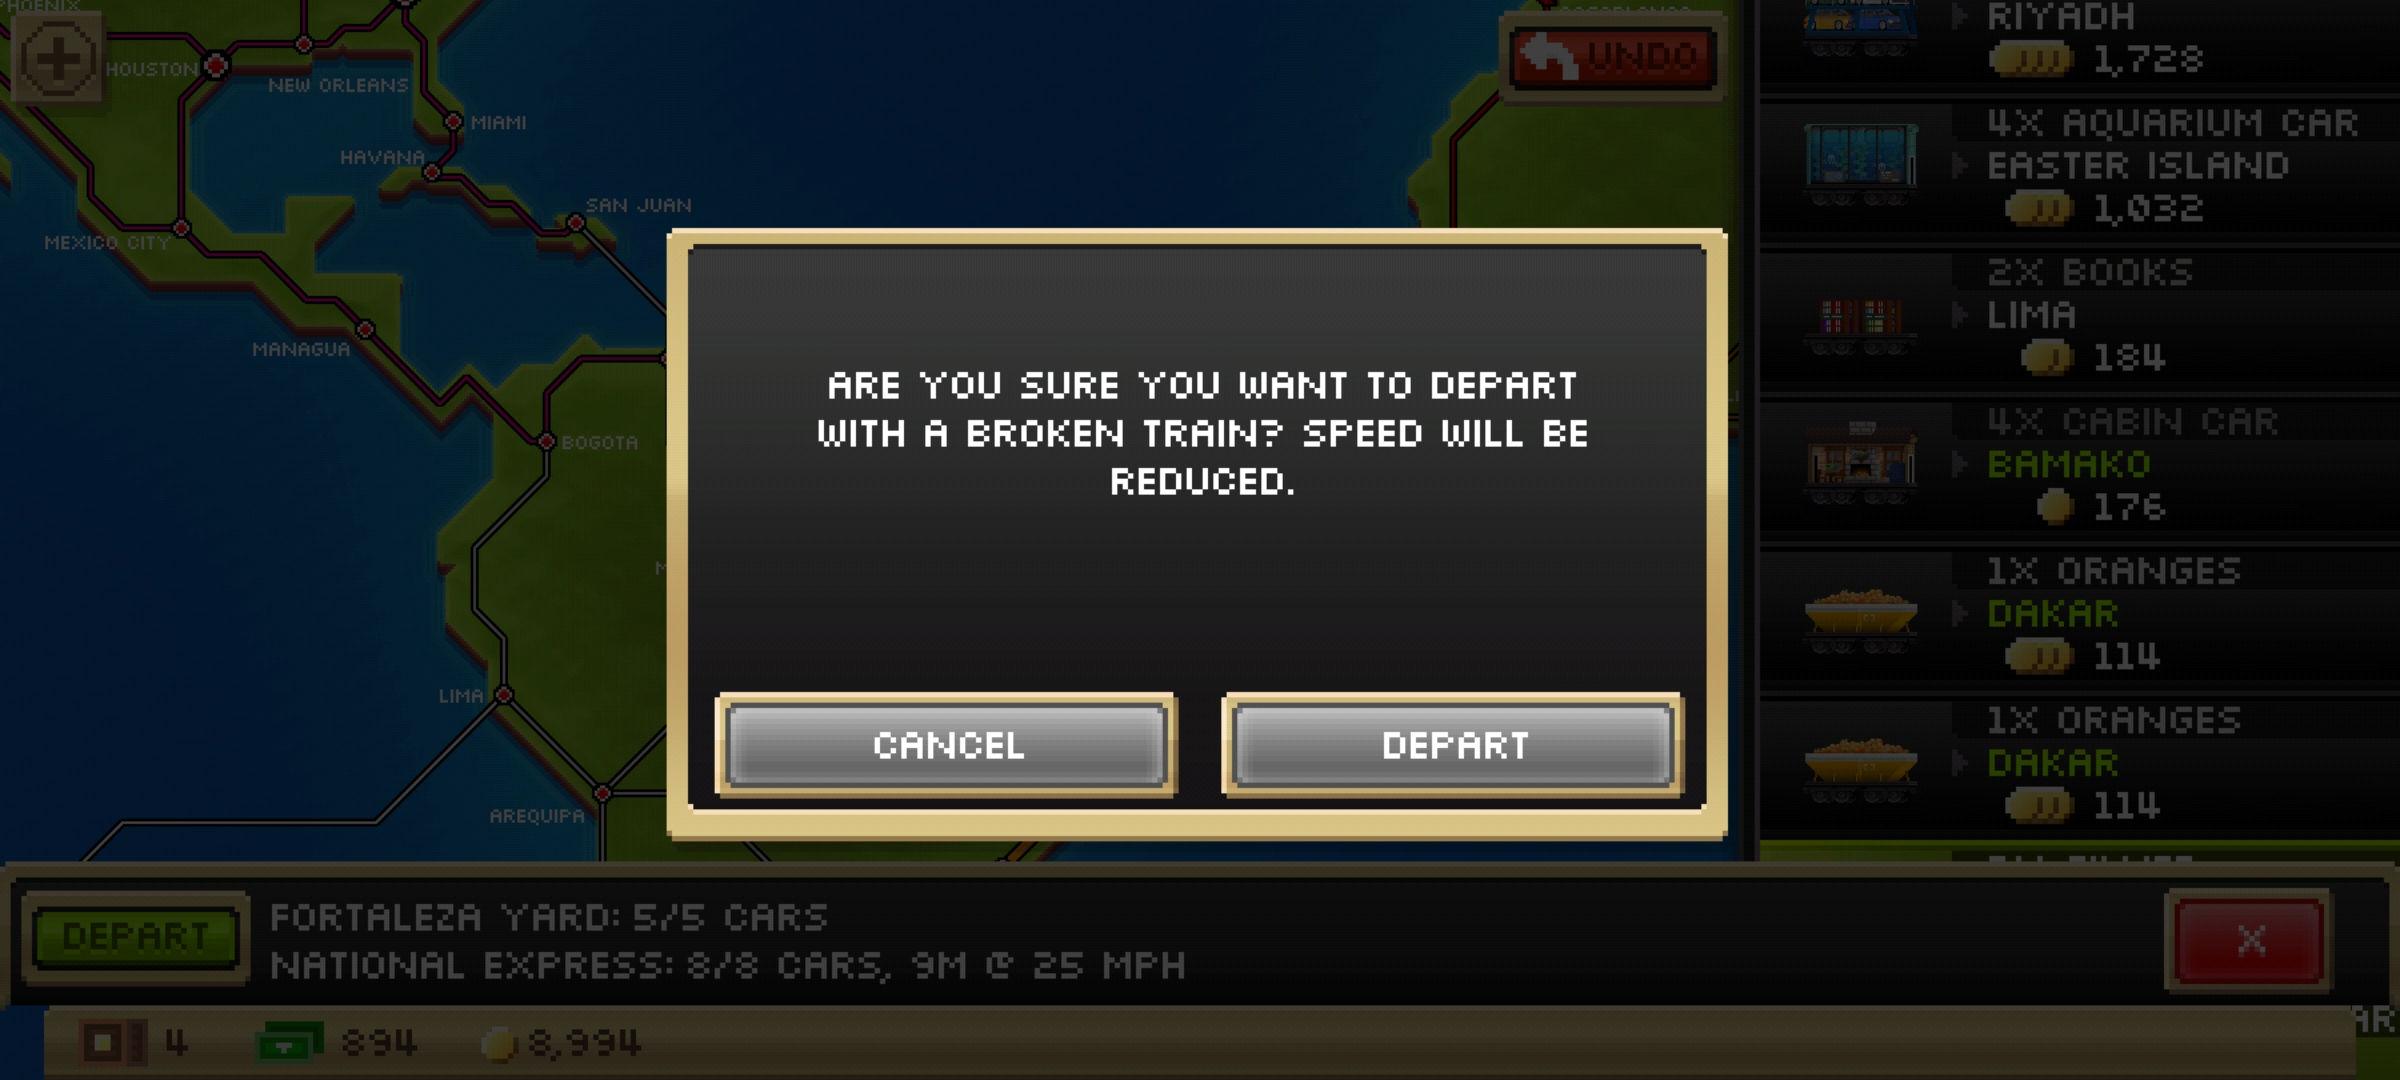 PHOENIX
HOUSTON
NEW ORLEANS
MIAMI
HAVANA
SAN JUAN
MEXICO CITY
MANAGUA
BOGOTA
LIMA
AREQUIPA
UNDO
RIYADH
1,728
4X AQUARIUM CAR
EASTER ISLAND
1,032
2X BOOKS
LIMA
184
4X CABIN CAR
BAMAKO
176
1X ORANGES
DAKAR
114
1X ORANGES
DAKAR
114
ARE YOU SURE YOU WANT TO DEPART
WITH A BROKEN TRAIN? SPEED WILL BE
REDUCED.
CANCEL
DEPART
DEPART
FORTALEZA YARD: 5/5 CARS
NATIONAL EXPRESS: 8/8 CARS, 9M @ 25 MPH
X
4
894
8,994